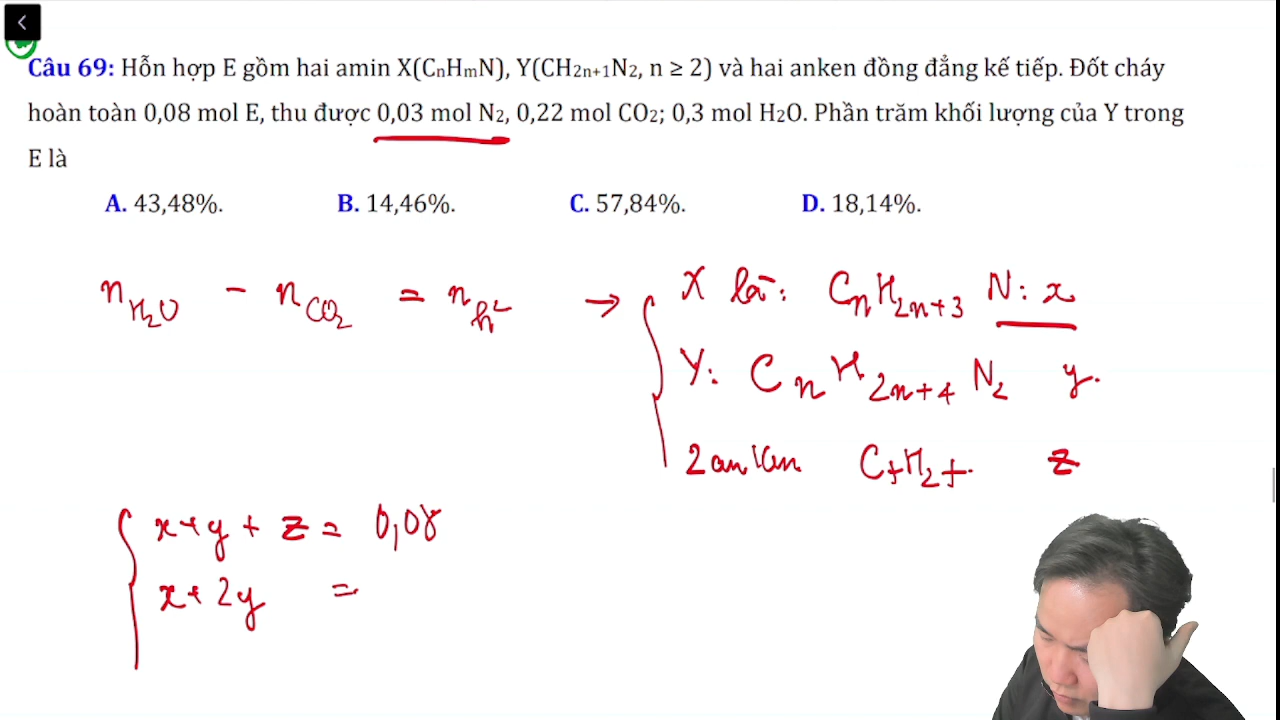 Câu 69: Hỗn hợp E gồm hai amin X(CnHmN), Y(CH2n+1N2, n ≥ 2) và hai anken đồng đẳng kế tiếp. Đốt cháy
hoàn toàn 0,08 mol E, thu được 0,03 mol N2, 0,22 mol CO2; 0,3 mol H2O. Phần trăm khối lượng của Y trong
E là
A. 43,48%. B. 14,46%. C. 57,84%. D. 18,14%.
nH2O - nCO2 = n → X là: CnH2n+3 N: x
Y: CnH2n+4 N2 y.
2 anken z
x+y+z = 0,08
x+2y =